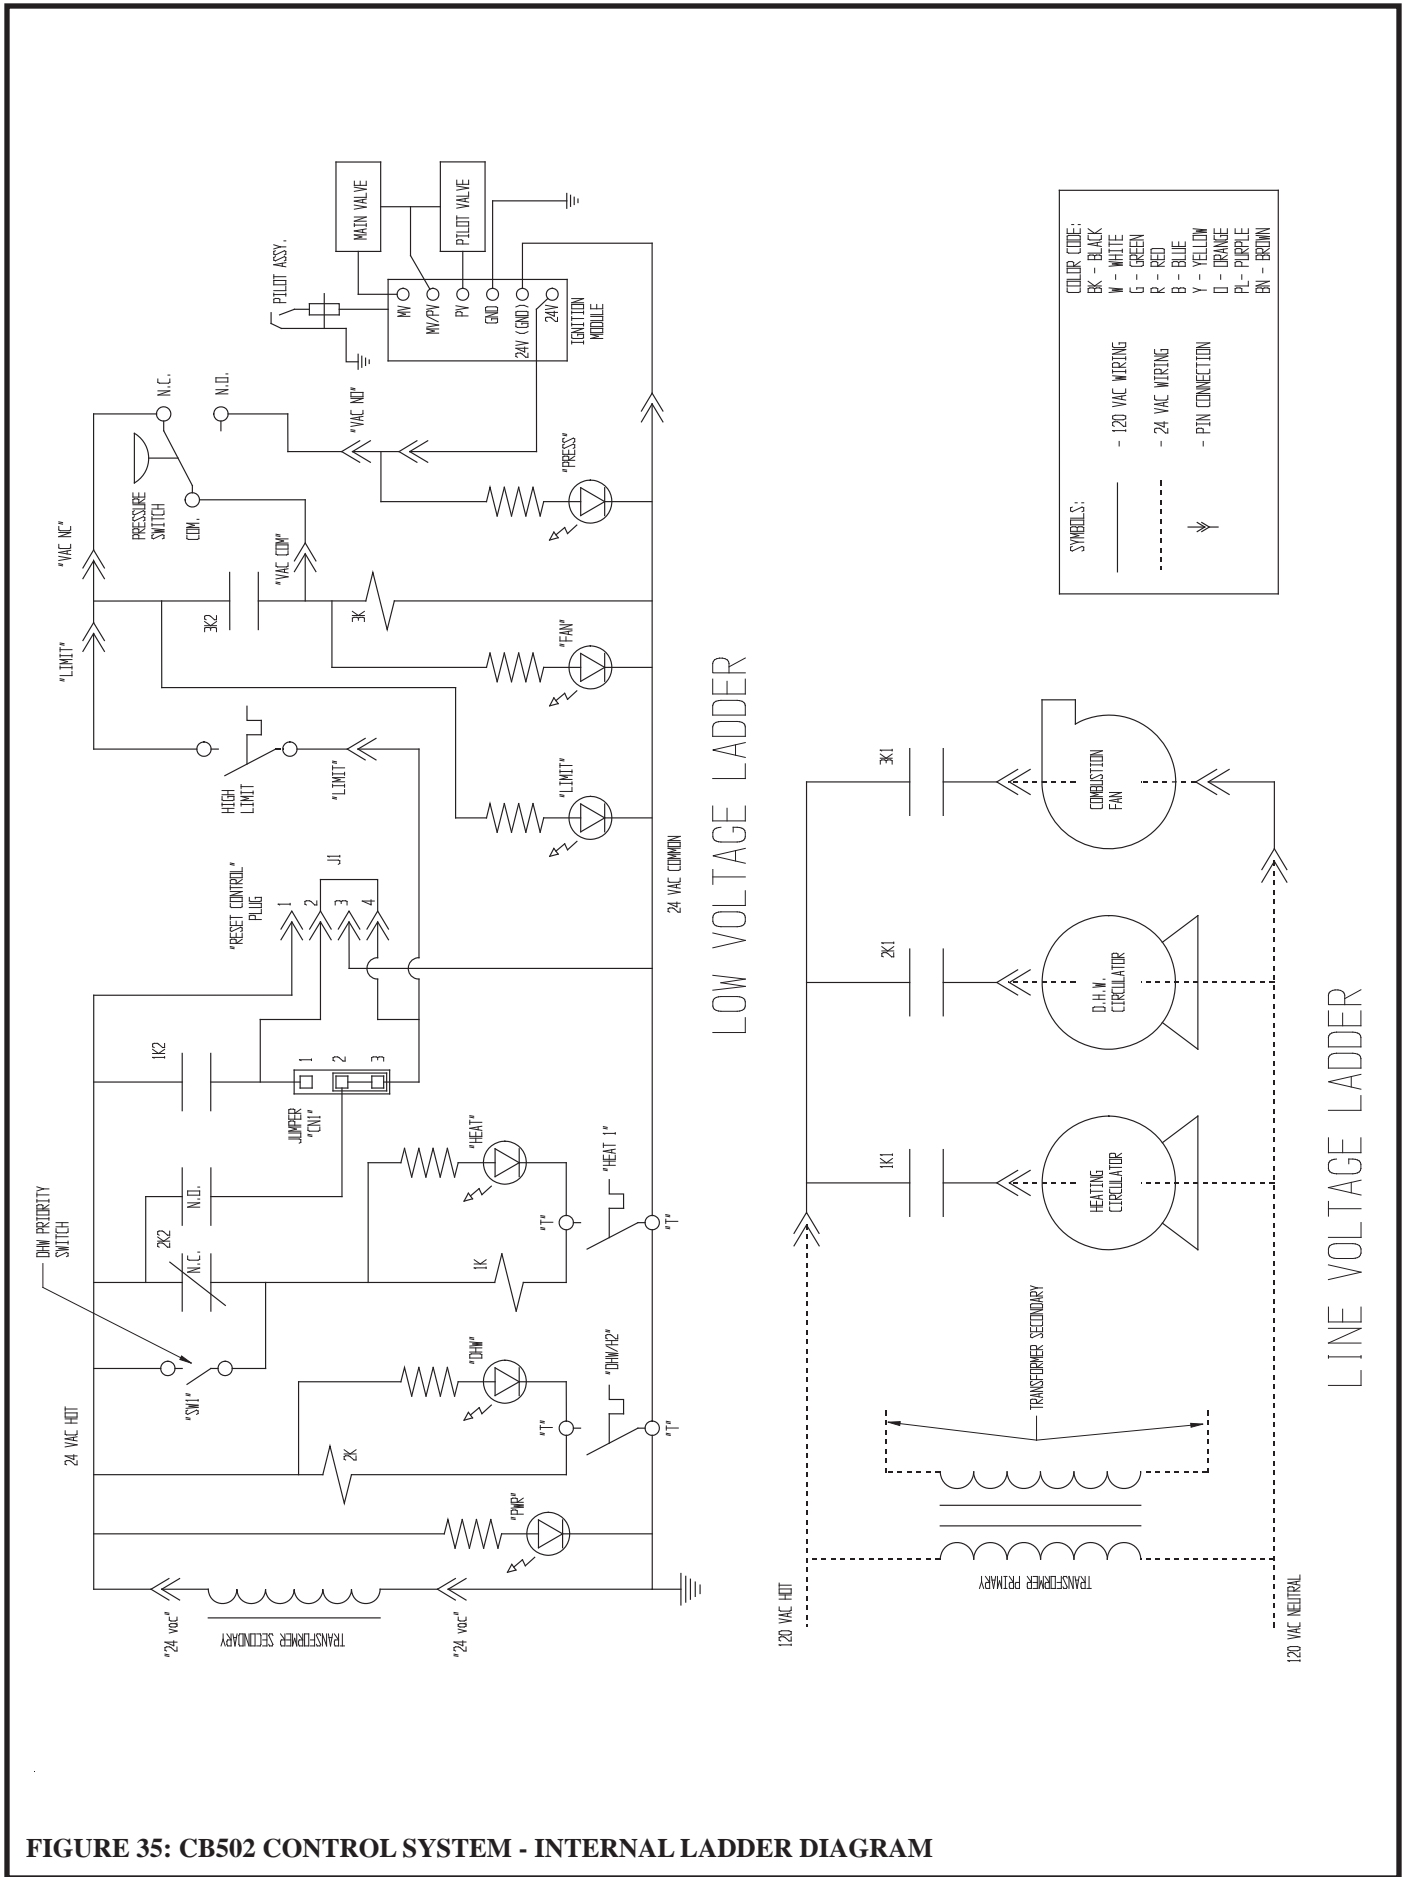 "24 vac"
TRANSFORMER SECONDARY
"24 vac"
24 VAC HOT
"PWR"
2K
"DHW"
"T"
"DHW/H2"
"T"
"SW1"
DHW PRIORITY
SWITCH
2K2
N.C.
N.O.
1K
"HEAT"
"T"
"HEAT 1"
"T"
1K2
JUMPER
"CN1"
1
2
3
"RESET CONTROL"
PLUG
1
2
3
4
J1
24 VAC COMMON
HIGH
LIMIT
"LIMIT"
"LIMIT"
"LIMIT"
"FAN"
3K2
3K
"VAC NC"
"VAC COM"
PRESSURE
SWITCH
COM.
N.C.
N.O.
"VAC NO"
"PRESS"
PILOT ASSY.
MAIN VALVE
PILOT VALVE
MV
MV/PV
PV
GND
24V (GND)
24V
IGNITION
MODULE
LOW VOLTAGE LADDER
120 VAC HOT
TRANSFORMER PRIMARY
120 VAC NEUTRAL
TRANSFORMER SECONDARY
1K1
HEATING
CIRCULATOR
2K1
D.H.W.
CIRCULATOR
3K1
COMBUSTION
FAN
LINE VOLTAGE LADDER
SYMBOLS:
- 120 VAC WIRING
- 24 VAC WIRING
- PIN CONNECTION
COLOR CODE:
BK - BLACK
W - WHITE
G - GREEN
R - RED
B - BLUE
Y - YELLOW
O - ORANGE
PL- PURPLE
BN - BROWN
FIGURE 35: CB502 CONTROL SYSTEM - INTERNAL LADDER DIAGRAM